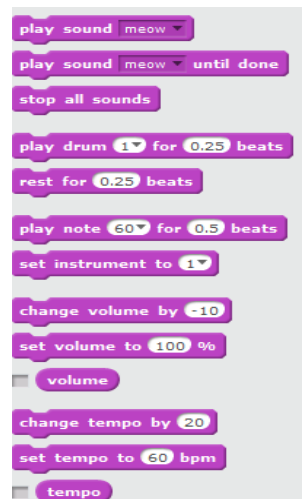 play sound meow
play sound meow until done
stop all sounds
play drum 1 for 0.25 beats
rest for 0.25 beats
play note 60 for 0.5 beats
set instrument to 1
change volume by -10
set volume to 100 %
volume
change tempo by 20
set tempo to 60 bpm
tempo